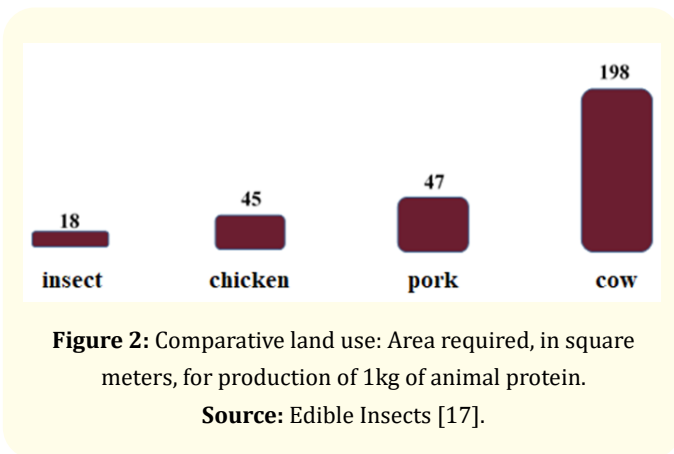 198
47
45
18
insect chicken pork cow
Figure 2: Comparative land use: Area required, in square
meters, for production of 1kg of animal protein.
Source: Edible Insects [17].